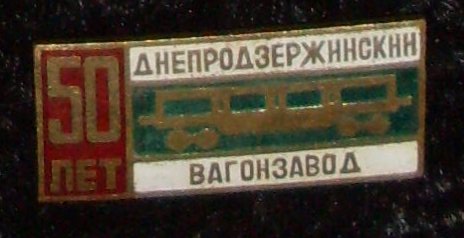 50
ЛЕТ
ДНЕПРОДЗЕРЖИНСКИЙ
ВАГОНЗАВОД